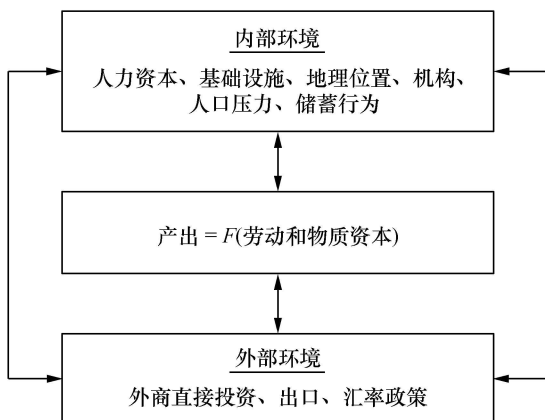 内部环境
人力资本、基础设施、地理位置、机构、
人口压力、储蓄行为
产出 = F(劳动和物质资本)
外部环境
外商直接投资、出口、汇率政策